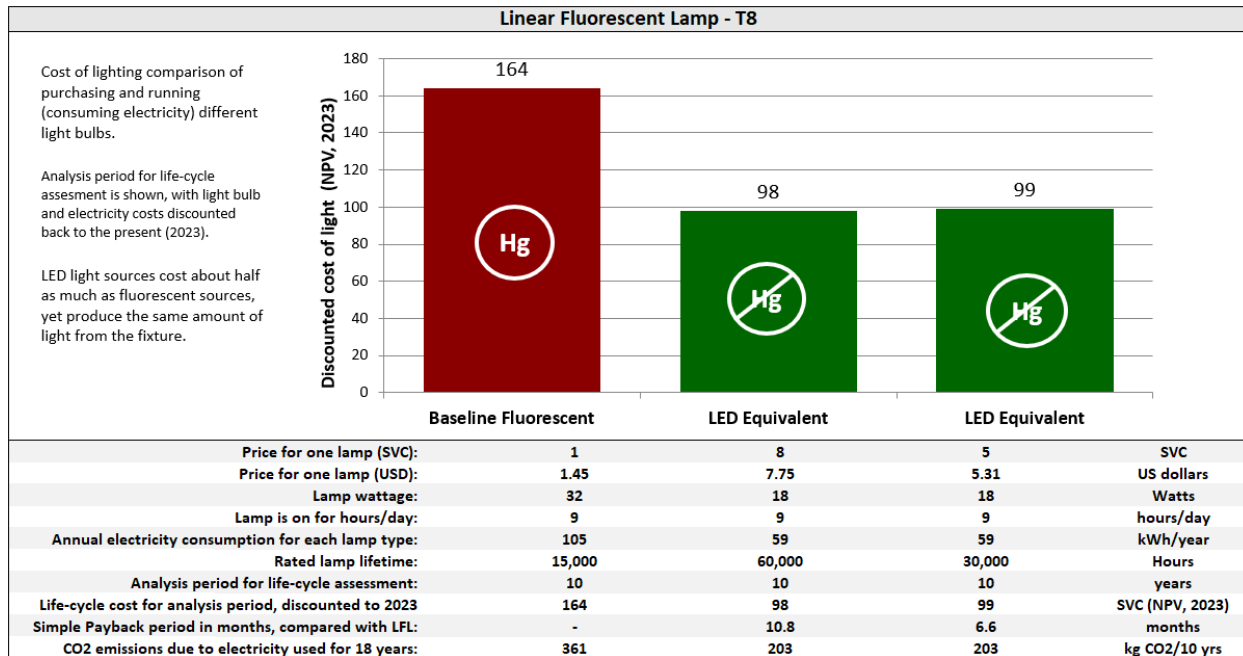 Linear Fluorescent Lamp - T8
Cost of lighting comparison of
purchasing and running
(consuming electricity) different
light bulbs.
Analysis period for life-cycle
assesment is shown, with light bulb
and electricity costs discounted
back to the present (2023).
LED light sources cost about half
as much as fluorescent sources,
yet produce the same amount of
light from the fixture.
Discounted cost of light (NPV, 2023)
180
160
140
120
100
80
60
40
20
0
164
98
99
Hg
Hg
Hg
Baseline Fluorescent LED Equivalent LED Equivalent
Price for one lamp (SVC): 1 8 5 SVC
Price for one lamp (USD): 1.45 7.75 5.31 US dollars
Lamp wattage: 32 18 18 Watts
Lamp is on for hours/day: 9 9 9 hours/day
Annual electricity consumption for each lamp type: 105 59 59 kWh/year
Rated lamp lifetime: 15,000 60,000 30,000 Hours
Analysis period for life-cycle assessment: 10 10 10 years
Life-cycle cost for analysis period, discounted to 2023 164 98 99 SVC (NPV, 2023)
Simple Payback period in months, compared with LFL: - 10.8 6.6 months
CO2 emissions due to electricity used for 18 years: 361 203 203 kg CO2/10 yrs